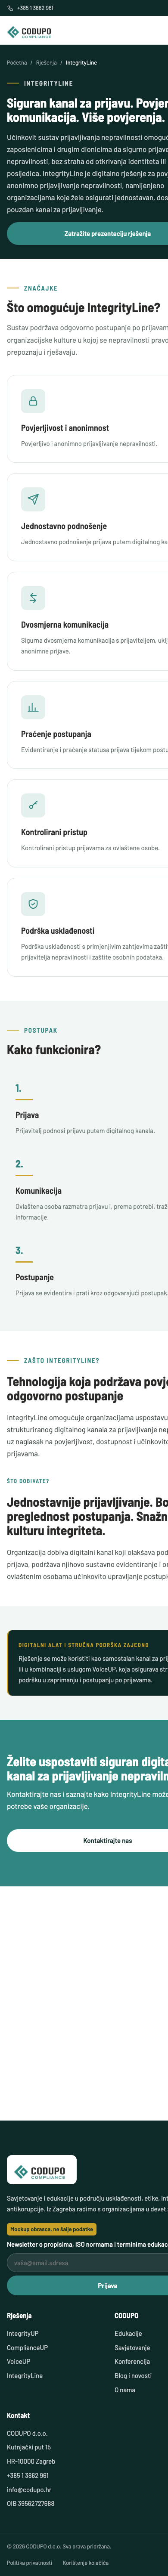 +385 1 3862 961
CODUPO
COMPLIANCE
Početna / Rješenja / IntegrityLine
INTEGRITYLINE
Siguran kanal za prijavu. Povjer
komunikacija. Više povjerenja.
Učinkovit sustav prijavljivanja mogući
zaposlenicima i drugim dionicima da sigurno prijav
nepravilnosti, bez straha od otkrivanja identiteta ili
posljedica. IntegrityLine je digitalno rješenje za pov
anonimno prijavljivanje nepravilnosti, namijenjeno
organizacijama koje žele osigurati jednostavan, dos
pouzdan kanal za prijavljivanje.
Zatražite prezentaciju rješenja
ZNAČAJKE
Što omogućuje IntegrityLine?
Sustav podržava odgovorno postupanje po prijavam
organizacijske kulture u kojoj se nepravilnosti pravov
prepoznaju i rješavaju.
Povjerljivost i anonimnost
Povjerljivo i anonimno prijavljivanje nepravilnosti.
Jednostavno podnošenje
Jednostavno podnošenje prijava putem digitalnog ka
Dvosmjerna komunikacija
Sigurna dvosmjerna komunikacija s prijaviteljem, uklj
anonimne prijave.
Praćenje postupanja
Evidentiranje i praćenje statusa prijava tijekom postu
Kontrolirani pristup
Kontrolirani pristup prijavama za ovlaštene osobe.
Podrška usklađenosti
Podrška usklađenosti s primjenjivim zahtjevima zašti
prijavitelja nepravilnosti i zaštite osobnih podataka.
POSTUPAK
Kako funkcionira?
1.
Prijava
Prijavitelj podnosi prijavu putem digitalnog kanala.
2.
Komunikacija
Ovlaštena osoba razmatra prijavu i, prema potrebi, traž
informacije.
3.
Postupanje
Prijava se evidentira i prati kroz odgovarajući postupak.
ZAŠTO INTEGRITYLINE?
Tehnologija koja podržava povje
odgovorno postupanje
IntegrityLine omogućuje organizacijama uspostavu
strukturiranog digitalnog kanala za prijavljivanje nep
uz naglasak na povjerljivost, dostupnost i učinkovito
prijavama.
ŠTO DOBIVATE?
Jednostavnije prijavljivanje. Bo
preglednost postupanja. Snažn
kulturu integriteta.
Organizacija dobiva digitalni kanal koji olakšava podn
prijava, podržava njihovo sustavno evidentiranje i om
ovlaštenim osobama učinkovito upravljanje postupk
DIGITALNI ALAT I STRUČNA PODRŠKA ZAJEDNO
Rješenje se može koristiti kao samostalan kanal za prij
ili u kombinaciji s uslugom VoiceUP, koja osigurava str
podršku u zaprimanju i postupanju po prijavama.
Želite uspostaviti siguran digita
kanal za prijavljivanje nepravilno
Kontaktirajte nas i saznajte kako IntegrityLine može
potrebe vaše organizacije.
Kontaktirajte nas
CODUPO
COMPLIANCE
Savjetovanje i edukacije u području usklađenosti, etike, int
antikorupcije. Iz Zagreba radimo s organizacijama u devet
Mockup obrasca, ne šalje podatke
Newsletter o propisima, ISO normama i terminima edukac
vaša@email.adresa
Prijava
Rješenja
IntegrityUP
ComplianceUP
VoiceUP
IntegrityLine
CODUPO
Edukacije
Savjetovanje
Konferencija
Blog i novosti
O nama
Kontakt
CODUPO d.o.o.
Kutnjački put 15
HR-10000 Zagreb
+385 1 3862 961
info@codupo.hr
OIB 39562727688
© 2026 CODUPO d.o.o. Sva prava pridržana.
Politika privatnosti Korištenje kolačića